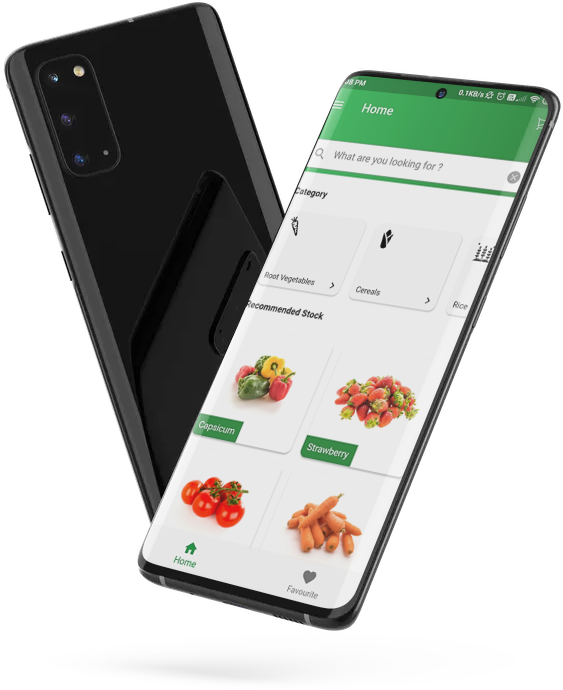 48 PM 0.1KB/s
Home
What are you looking for ?
Category
Root Vegetables
Cereals
Rice
Recommended Stock
Capsicum
Strawberry
Home
Favourite